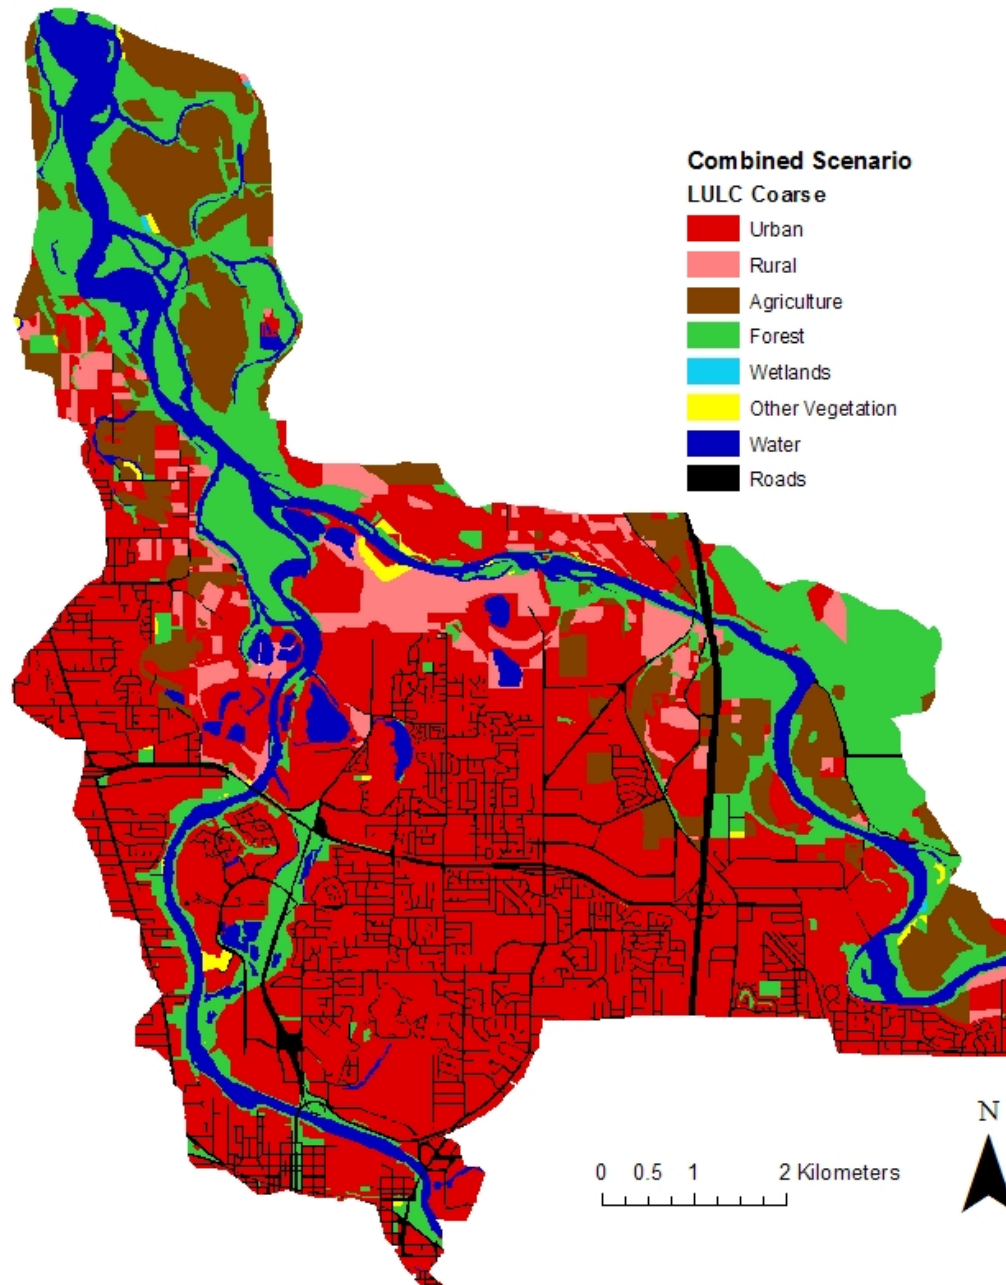 Combined Scenario
LULC Coarse
Urban
Rural
Agriculture
Forest
Wetlands
Other Vegetation
Water
Roads
N
0 0.5 1 2 Kilometers